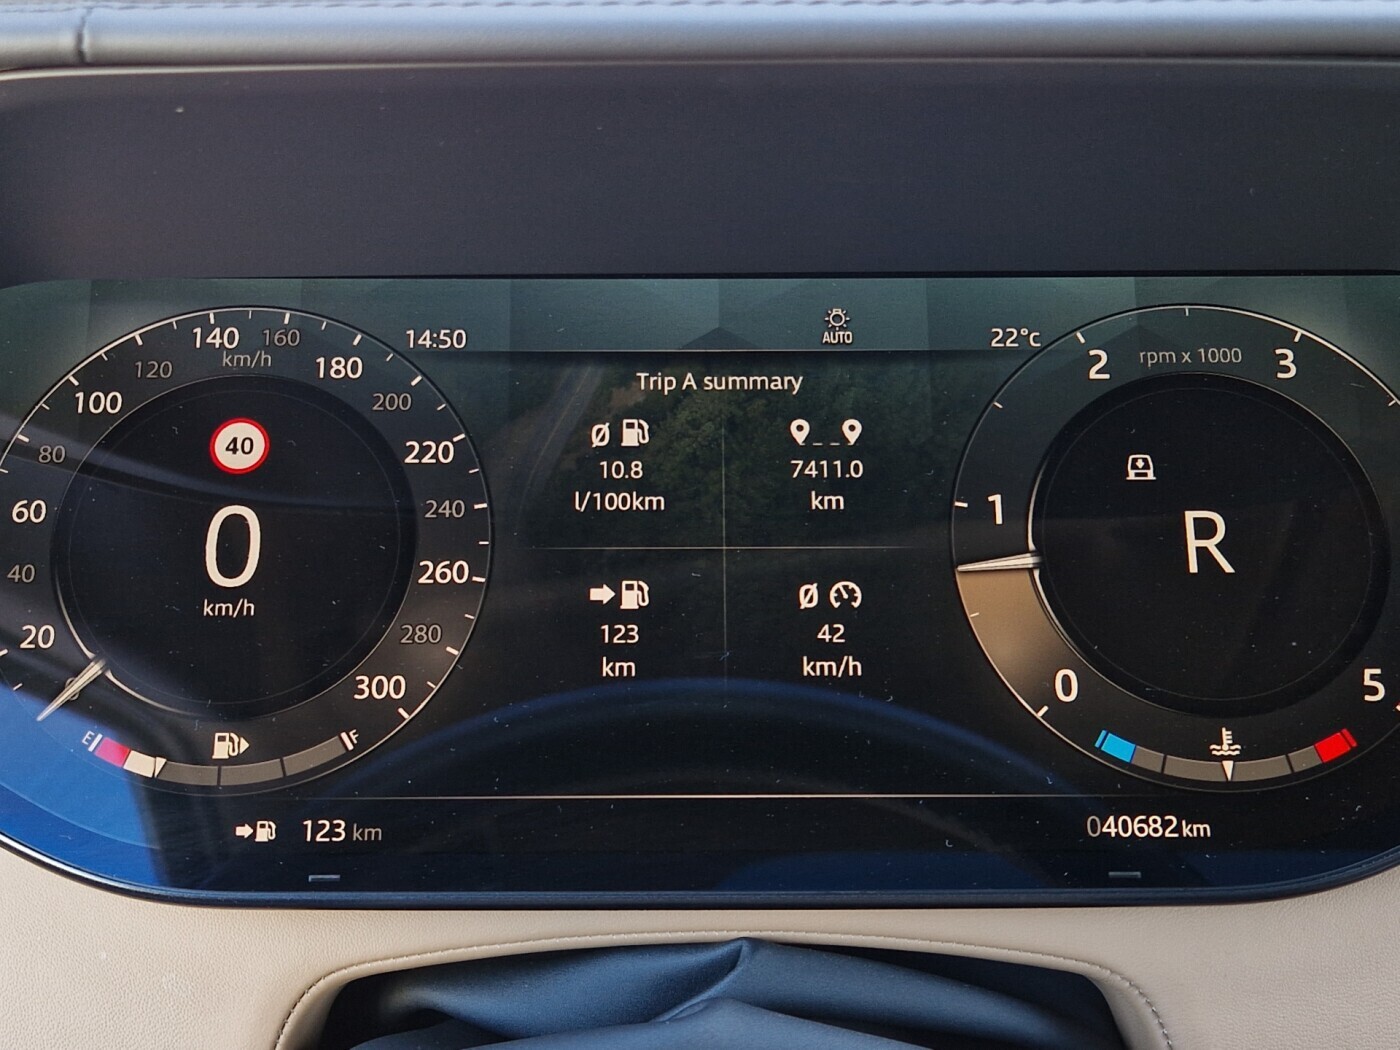 140 160
km/h
120
180
100
200
80
220
60
240
40
260
20
280
300
40
0
km/h
E
F
14:50
AUTO
22°c
Trip A summary
Ø
10.8
l/100km
7411.0
km
123
km
Ø
42
km/h
2
rpm x 1000
3
1
R
0
5
123 km
040682 km